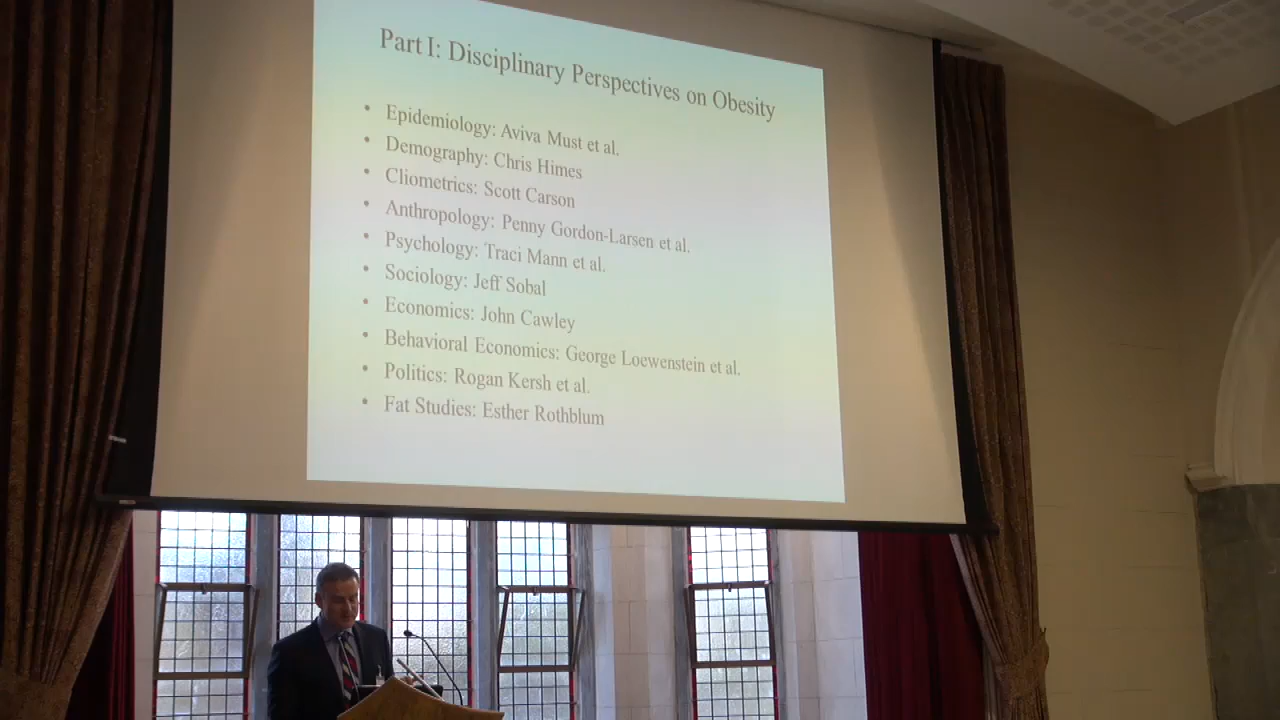 Part I: Disciplinary Perspectives on Obesity
• Epidemiology: Aviva Must et al.
• Demography: Chris Himes
• Cliometrics: Scott Carson
• Anthropology: Penny Gordon-Larsen et al.
• Psychology: Traci Mann et al.
• Sociology: Jeff Sobal
• Economics: John Cawley
• Behavioral Economics: George Loewenstein et al.
• Politics: Rogan Kersh et al.
• Fat Studies: Esther Rothblum